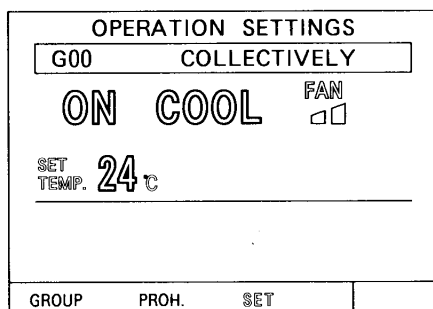 OPERATION SETTINGS
G00 COLLECTIVELY
ON COOL FAN
SET TEMP. 24 °C
GROUP PROH. SET